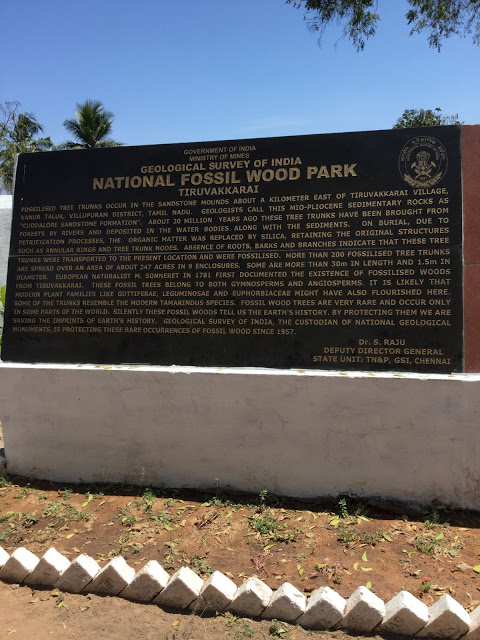 GOVERNMENT OF INDIA
MINISTRY OF MINES
GEOLOGICAL SURVEY OF INDIA
NATIONAL FOSSIL WOOD PARK
TIRUVAKKARAI
FOSSILISED TREE TRUNKS OCCUR IN THE SANDSTONE MOUNDS ABOUT A KILOMETER EAST OF TIRUVAKKARAI VILLAGE,
VANUR TALUK, VILLIPURAM DISTRICT, TAMIL NADU. GEOLOGISTS CALL THIS MIO-PLIOCENE SEDIMENTARY ROCKS AS
"CUDDALORE SANDSTONE FORMATION". ABOUT 20 MILLION YEARS AGO THESE TREE TRUNKS HAVE BEEN BROUGHT FROM
FORESTS BY RIVERS AND DEPOSITED IN THE WATER BODIES ALONG WITH THE SEDIMENTS. ON BURIAL, DUE TO
PETRIFICATION PROCESSES, THE ORGANIC MATTER WAS REPLACED BY SILICA, RETAINING THE ORIGINAL STRUCTURES
SUCH AS ANNULAR RINGS AND TREE TRUNK NODES. ABSENCE OF ROOTS, BARKS AND BRANCHES INDICATE THAT THESE TREE
TRUNKS WERE TRANSPORTED TO THE PRESENT LOCATION AND WERE FOSSILISED. MORE THAN 200 FOSSILISED TREE TRUNKS
ARE SPREAD OVER AN AREA OF ABOUT 247 ACRES IN 9 ENCLOSURES. SOME ARE MORE THAN 30m IN LENGTH AND 1.5m IN
DIAMETER. EUROPEAN NATURALIST M. SONNERET IN 1781 FIRST DOCUMENTED THE EXISTENCE OF FOSSILISED WOODS
FROM TIRUVAKKARAI. THESE FOSSIL TREES BELONG TO BOTH GYMNOSPERMS AND ANGIOSPERMS. IT IS LIKELY THAT
MODERN PLANT FAMILIES LIKE GUTTIFERAE, LEGUMINOSAE AND EUPHORBIACEAE MIGHT HAVE ALSO FLOURISHED HERE.
SOME OF THE TRUNKS RESEMBLE THE MODERN TAMARKINDUS SPECIES. FOSSIL WOOD TREES ARE VERY RARE AND OCCUR ONLY
IN SOME PARTS OF THE WORLD. SILENTLY THESE FOSSIL WOODS TELL US THE EARTH'S HISTORY. BY PROTECTING THEM WE ARE
SAVING THE IMPRINTS OF EARTH'S HISTORY. GEOLOGICAL SURVEY OF INDIA, THE CUSTODIAN OF NATIONAL GEOLOGICAL
MONUMENTS, IS PROTECTING THESE RARE OCCURRENCES OF FOSSIL WOOD SINCE 1957.
Dr. S. RAJU
DEPUTY DIRECTOR GENERAL
STATE UNIT: TN&P, GSI, CHENNAI